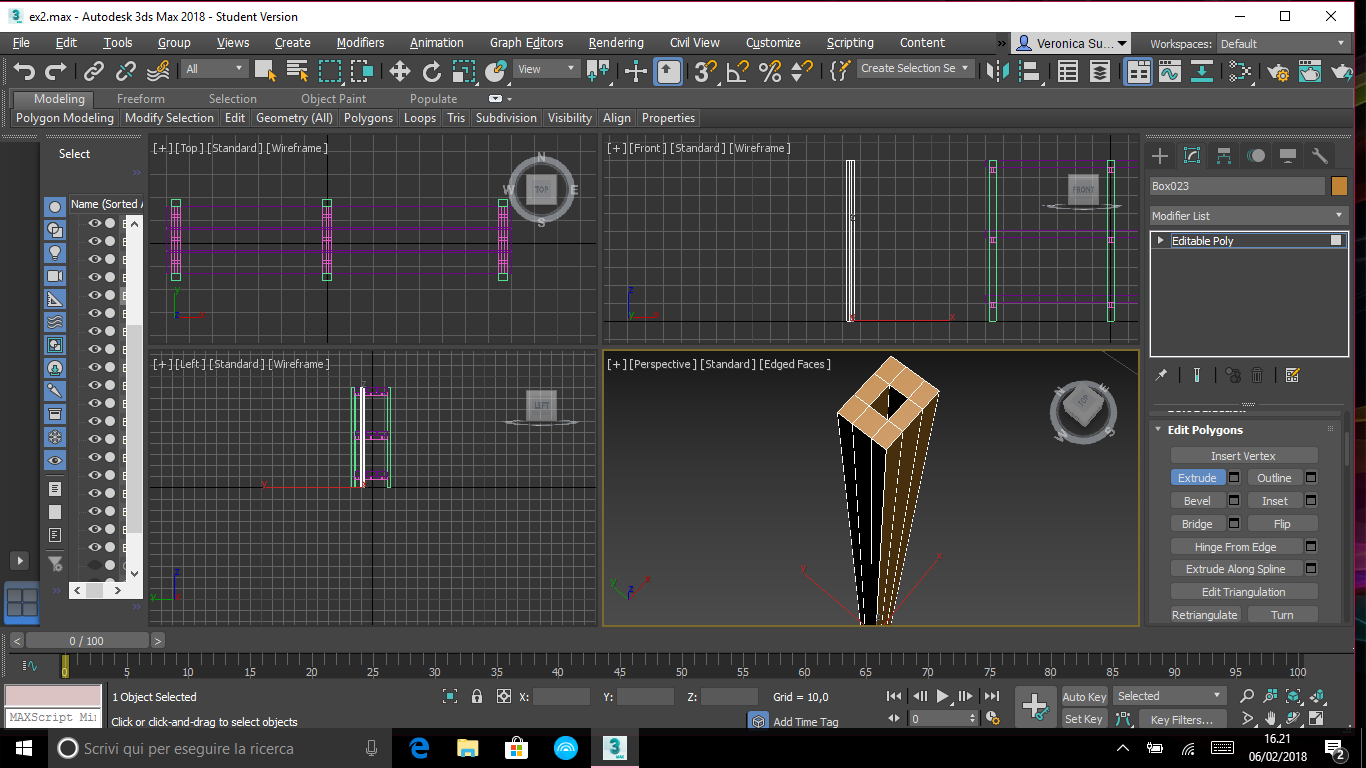 ex2.max - Autodesk 3ds Max 2018 - Student Version
File Edit Tools Group Views Create Modifiers Animation Graph Editors Rendering Civil View Customize Scripting Content » Veronica Su... Workspaces: Default
All View 3 Create Selection Se
Modeling Freeform Selection Object Paint Populate
Polygon Modeling Modify Selection Edit Geometry (All) Polygons Loops Tris Subdivision Visibility Align Properties
Select
»
Name (Sorted A
[+] [Top] [Standard] [Wireframe]
N
W TOP E
S
y
x
[+] [Front] [Standard] [Wireframe]
FRONT
z
y x
x
[+] [Left] [Standard] [Wireframe]
LEFT
y
z
y
[+] [Perspective] [Standard] [Edged Faces]
N E
TOP
W S
y x
y z x
Box023
Modifier List
Editable Poly
Edit Polygons
Insert Vertex
Extrude Outline
Bevel Inset
Bridge Flip
Hinge From Edge
Extrude Along Spline
Edit Triangulation
Retriangulate Turn
< 0 / 100 >
0 5 10 15 20 25 30 35 40 45 50 55 60 65 70 75 80 85 90 95 100
1 Object Selected X: Y: Z: Grid = 10,0 Auto Key Selected
MAXScript Mi
Click or click-and-drag to select objects Add Time Tag 0 Set Key Key Filters...
Scrivi qui per eseguire la ricerca
3
MAX
16.21
06/02/2018
2